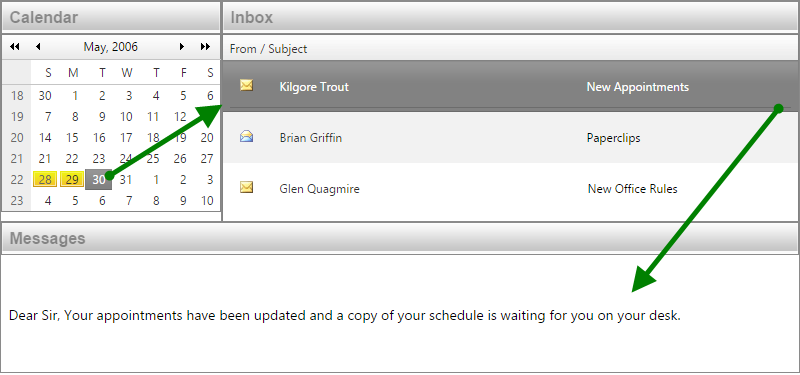 Calendar
May, 2006
S M T W T F S
18 30 1 2 3 4 5 6
19 7 8 9 10 11 12
20 14 15 16 17 18 19 20
21 21 22 23 24 25 26 27
22 28 29 30 31 1 2 3
23 4 5 6 7 8 9 10
Inbox
From / Subject
Kilgore Trout New Appointments
Brian Griffin Paperclips
Glen Quagmire New Office Rules
Messages
Dear Sir, Your appointments have been updated and a copy of your schedule is waiting for you on your desk.